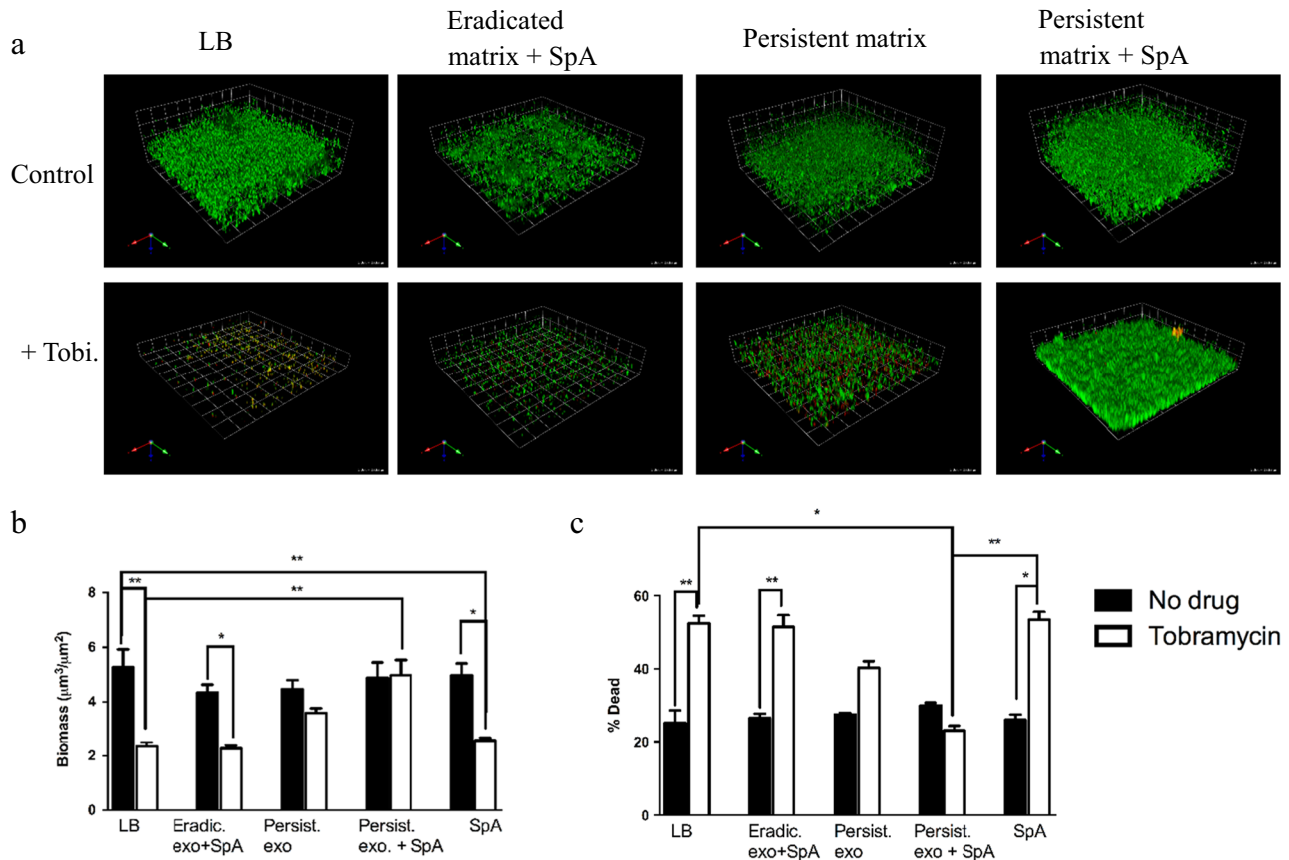 a
LB
Eradicated
matrix + SpA
Persistent matrix
Persistent
matrix + SpA
Control
+ Tobi.
b
**
**
**
*
*
Biomass (µm³/µm²)
8
6
4
2
0
LB
Eradic.
exo+SpA
Persist.
exo
Persist.
exo. + SpA
SpA
c
*
**
**
**
*
% Dead
60
40
20
0
LB
Eradic.
exo+SpA
Persist.
exo
Persist.
exo + SpA
SpA
No drug
Tobramycin